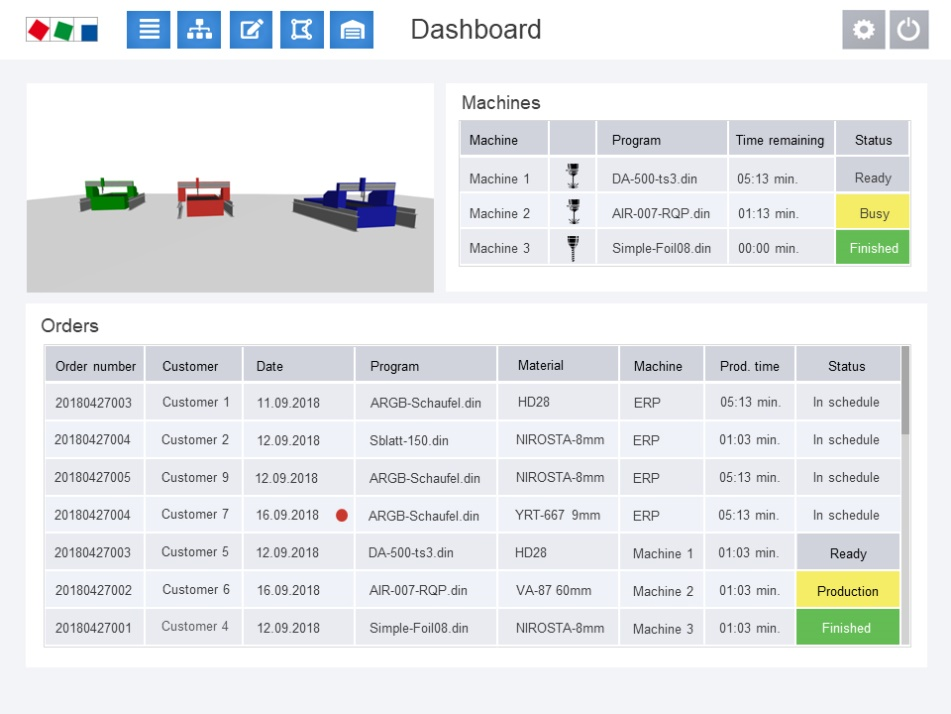 Dashboard
Machines
Machine Program Time remaining Status
Machine 1 DA-500-ts3.din 05:13 min. Ready
Machine 2 AIR-007-RQP.din 01:13 min. Busy
Machine 3 Simple-Foil08.din 00:00 min. Finished
Orders
Order number Customer Date Program Material Machine Prod. time Status
20180427003 Customer 1 11.09.2018 ARGB-Schaufel.din HD28 ERP 05:13 min. In schedule
20180427004 Customer 2 12.09.2018 Sblatt-150.din NIROSTA-8mm ERP 01:03 min. In schedule
20180427005 Customer 9 12.09.2018 ARGB-Schaufel.din NIROSTA-8mm ERP 05:13 min. In schedule
20180427004 Customer 7 16.09.2018 ARGB-Schaufel.din YRT-667 9mm ERP 05:13 min. In schedule
20180427003 Customer 5 12.09.2018 DA-500-ts3.din HD28 Machine 1 01:03 min. Ready
20180427002 Customer 6 16.09.2018 AIR-007-RQP.din VA-87 60mm Machine 2 01:03 min. Production
20180427001 Customer 4 12.09.2018 Simple-Foil08.din NIROSTA-8mm Machine 3 01:03 min. Finished